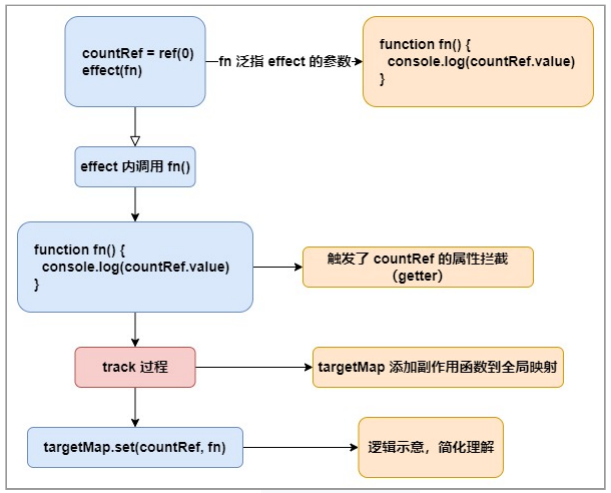 countRef = ref(0)
effect(fn)
fn 泛指 effect 的参数
function fn() {
console.log(countRef.value)
}
effect 内调用 fn()
function fn() {
console.log(countRef.value)
}
触发了 countRef 的属性拦截
（getter）
track 过程
targetMap 添加副作用函数到全局映射
targetMap.set(countRef, fn)
逻辑示意，简化理解